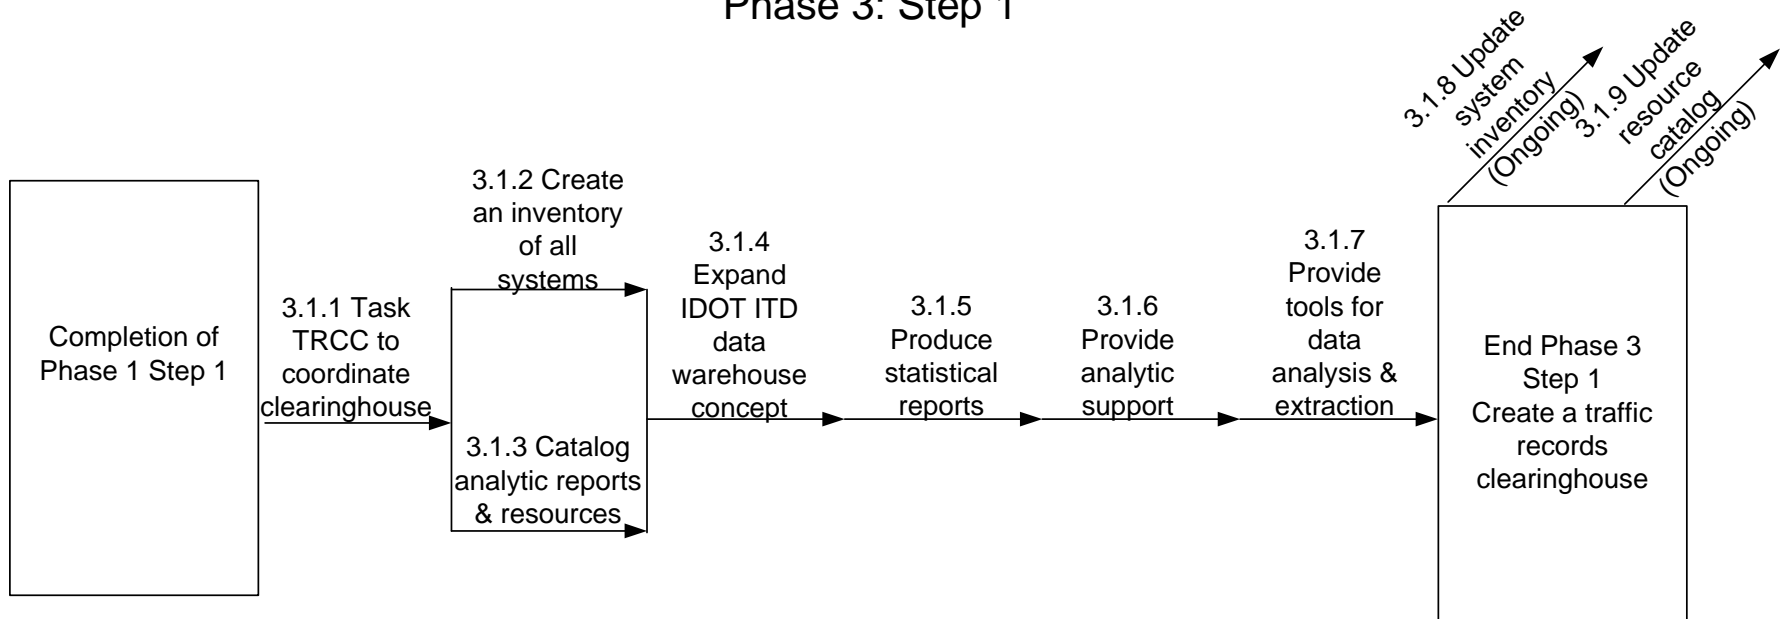 Phase 3: Step 1
Completion of
Phase 1 Step 1
3.1.1 Task
TRCC to
coordinate
clearinghouse
3.1.2 Create
an inventory
of all
systems
3.1.3 Catalog
analytic reports
& resources
3.1.4
Expand
IDOT ITD
data
warehouse
concept
3.1.5
Produce
statistical
reports
3.1.6
Provide
analytic
support
3.1.7
Provide
tools for
data
analysis &
extraction
3.1.8 Update
system
inventory
(Ongoing)
3.1.9 Update
resource
catalog
(Ongoing)
End Phase 3
Step 1
Create a traffic
records
clearinghouse